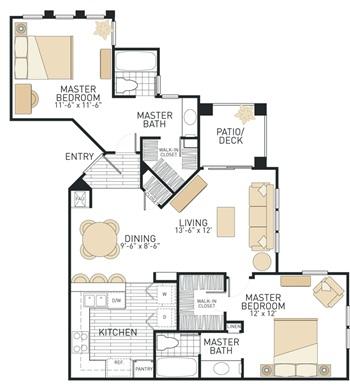 MASTER
BEDROOM
11'-6" x 11'-6"
MASTER
BATH
PATIO/
DECK
WALK-IN
CLOSET
ENTRY
FAU
LIVING
13'-6" x 12'
DINING
9'-6" x 8'-6"
WALK-IN
CLOSET
MASTER
BEDROOM
12' x 12'
D/W
W
D
LINEN
KITCHEN
MASTER
BATH
REF.
PANTRY